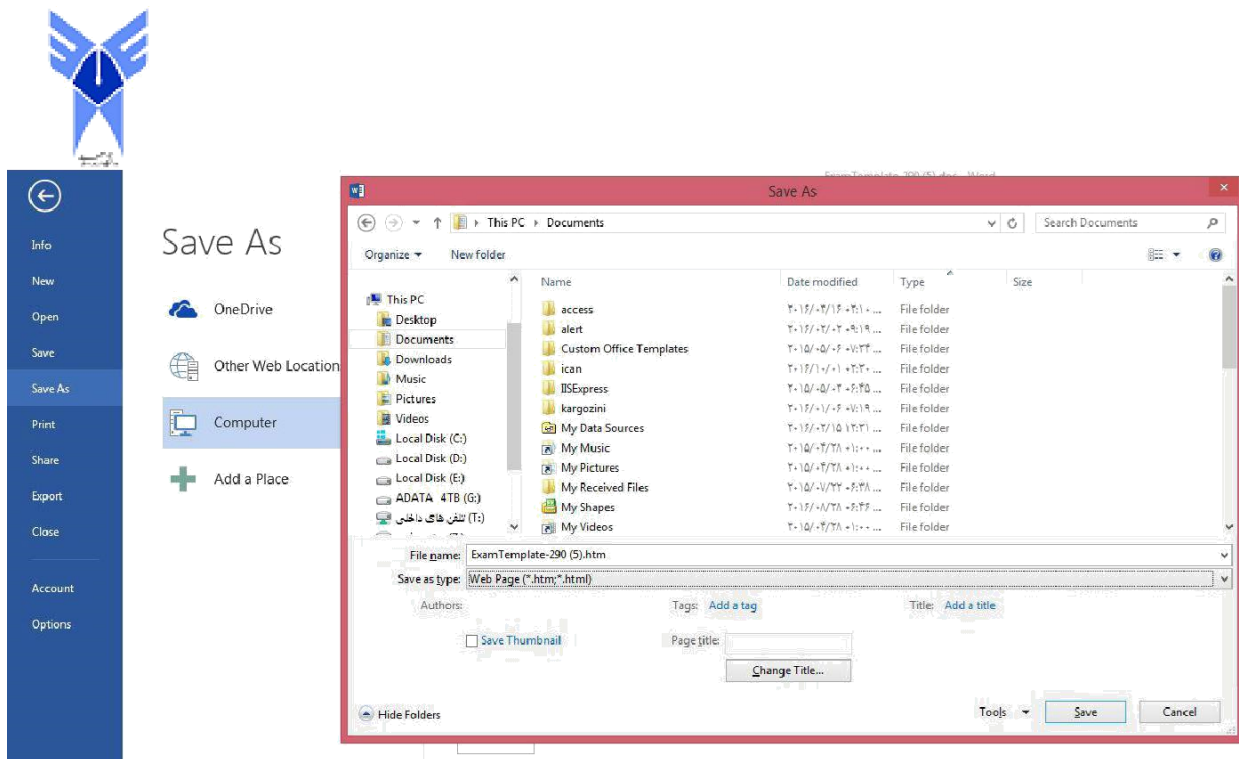 Save As
This PC ▸ Documents
Search Documents
Organize
New folder
Info
New
Open
Save
Save As
Print
Share
Export
Close
Account
Options
Save As
OneDrive
Other Web Location
Computer
Add a Place
This PC
Desktop
Documents
Downloads
Music
Pictures
Videos
Local Disk (C:)
Local Disk (D:)
Local Disk (E:)
ADATA 4TB (G:)
تلفن های داخلی (T:)
Name Date modified Type Size
access File folder
alert File folder
Custom Office Templates File folder
ican File folder
IISExpress File folder
kargozini File folder
My Data Sources File folder
My Music File folder
My Pictures File folder
My Received Files File folder
My Shapes File folder
My Videos File folder
File name: ExamTemplate-290 (5).htm
Save as type: Web Page (*.htm;*.html)
Authors: Tags: Add a tag Title: Add a title
Save Thumbnail Page title:
Change Title...
Hide Folders Tools Save Cancel